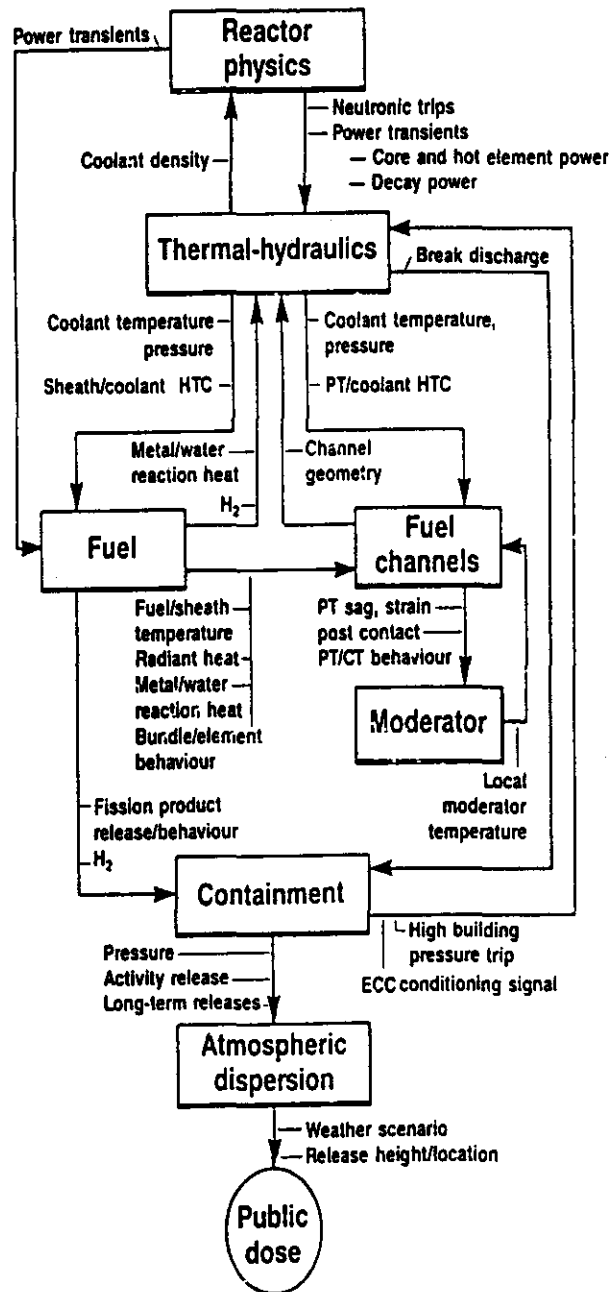 Power transients
Reactor
physics
Neutronic trips
Power transients
Core and hot element power
Decay power
Coolant density
Thermal-hydraulics
Break discharge
Coolant temperature
pressure
Sheath/coolant HTC
Coolant temperature,
pressure
PT/coolant HTC
Metal/water
reaction heat
H₂
Channel
geometry
Fuel
Fuel
channels
Fuel/sheath
temperature
Radiant heat
Metal/water
reaction heat
Bundle/element
behaviour
PT sag, strain
post contact
PT/CT behaviour
Moderator
Local
moderator
temperature
Fission product
release/behaviour
H₂
Containment
High building
pressure trip
ECC conditioning signal
Pressure
Activity release
Long-term releases
Atmospheric
dispersion
Weather scenario
Release height/location
Public
dose